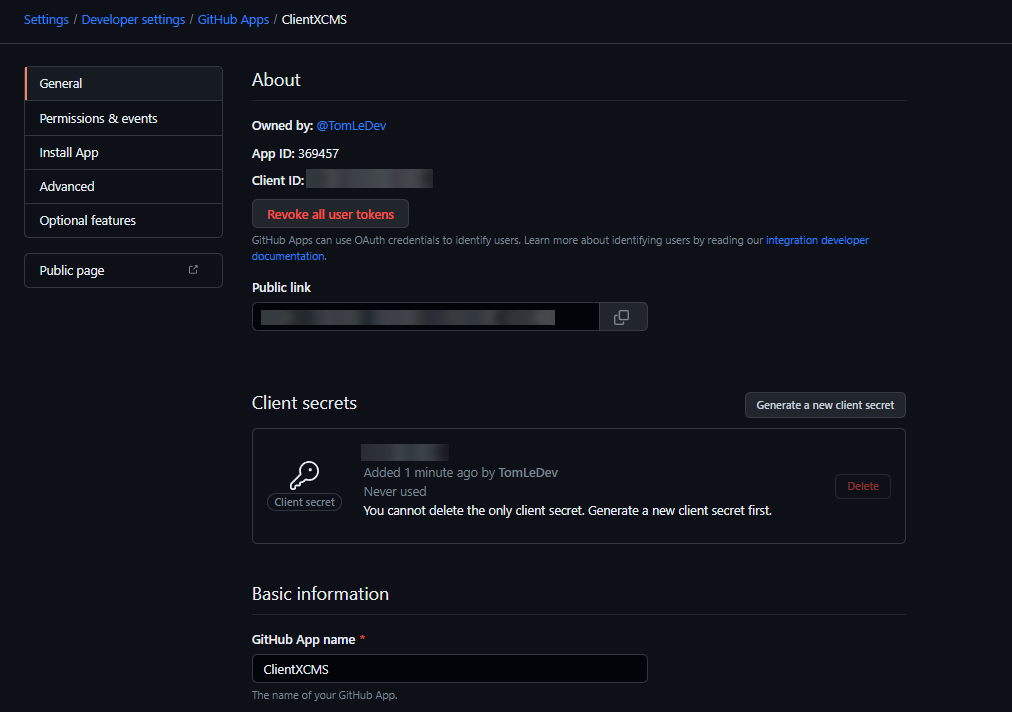 Settings / Developer settings / GitHub Apps / ClientXCMS
General
Permissions & events
Install App
Advanced
Optional features
Public page
About
Owned by: @TomLeDev
App ID: 369457
Client ID:
Revoke all user tokens
GitHub Apps can use OAuth credentials to identify users. Learn more about identifying users by reading our integration developer
documentation.
Public link
Client secrets
Generate a new client secret
Client secret
Added 1 minute ago by TomLeDev
Never used
You cannot delete the only client secret. Generate a new client secret first.
Delete
Basic information
GitHub App name *
ClientXCMS
The name of your GitHub App.